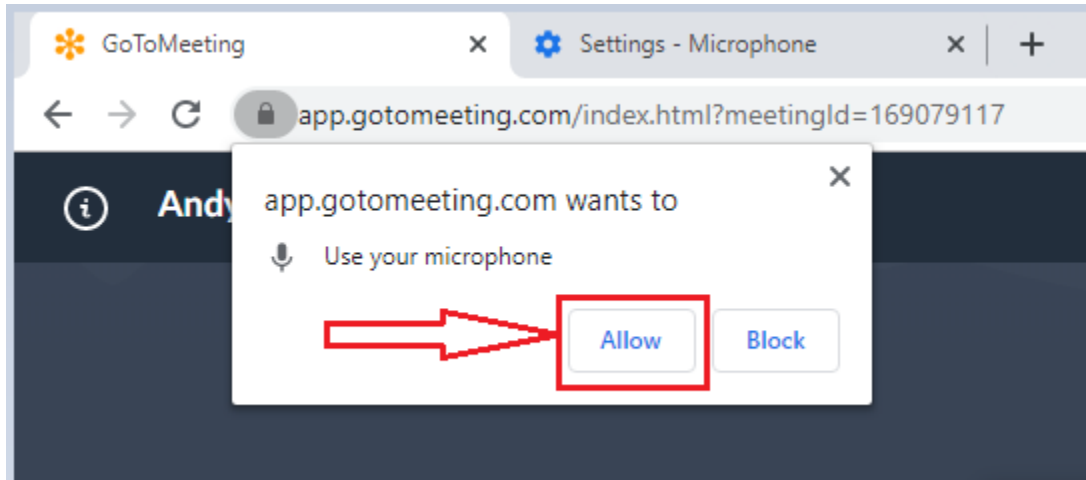 GoToMeeting
Settings - Microphone
app.gotomeeting.com/index.html?meetingId=169079117
Andy
app.gotomeeting.com wants to
Use your microphone
Allow Block